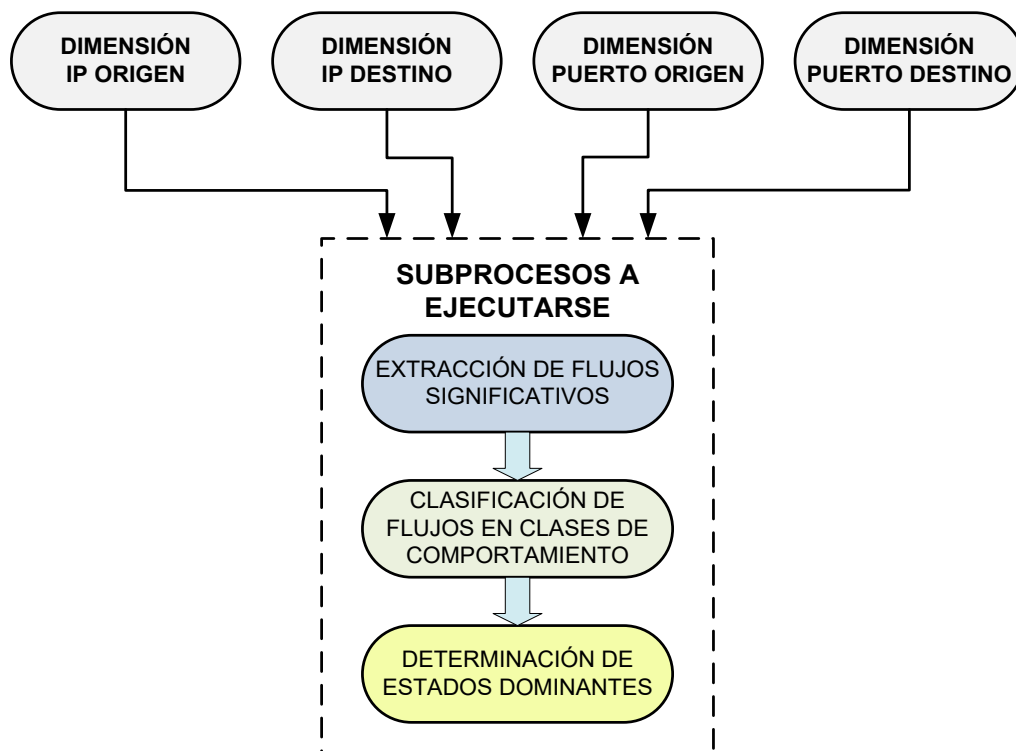 DIMENSIÓN
IP ORIGEN
DIMENSIÓN
IP DESTINO
DIMENSIÓN
PUERTO ORIGEN
DIMENSIÓN
PUERTO DESTINO
SUBPROCESOS A
EJECUTARSE
EXTRACCIÓN DE FLUJOS
SIGNIFICATIVOS
CLASIFICACIÓN DE
FLUJOS EN CLASES DE
COMPORTAMIENTO
DETERMINACIÓN DE
ESTADOS DOMINANTES